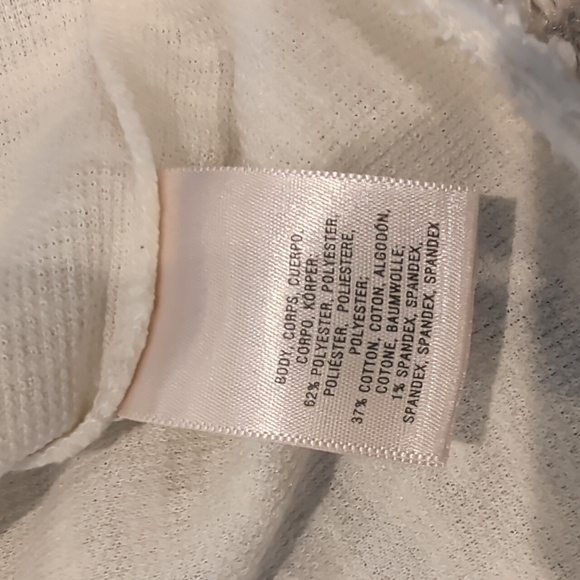 BODY, CORPS, CUERPO,
CORPO, KÖRPER:
62% POLYESTER, POLYESTER,
POLIÉSTER, POLIESTERE,
POLYESTER;
37% COTTON, COTON, ALGODÓN,
COTONE, BAUMWOLLE;
1% SPANDEX, SPANDEX,
SPANDEX, SPANDEX, SPANDEX